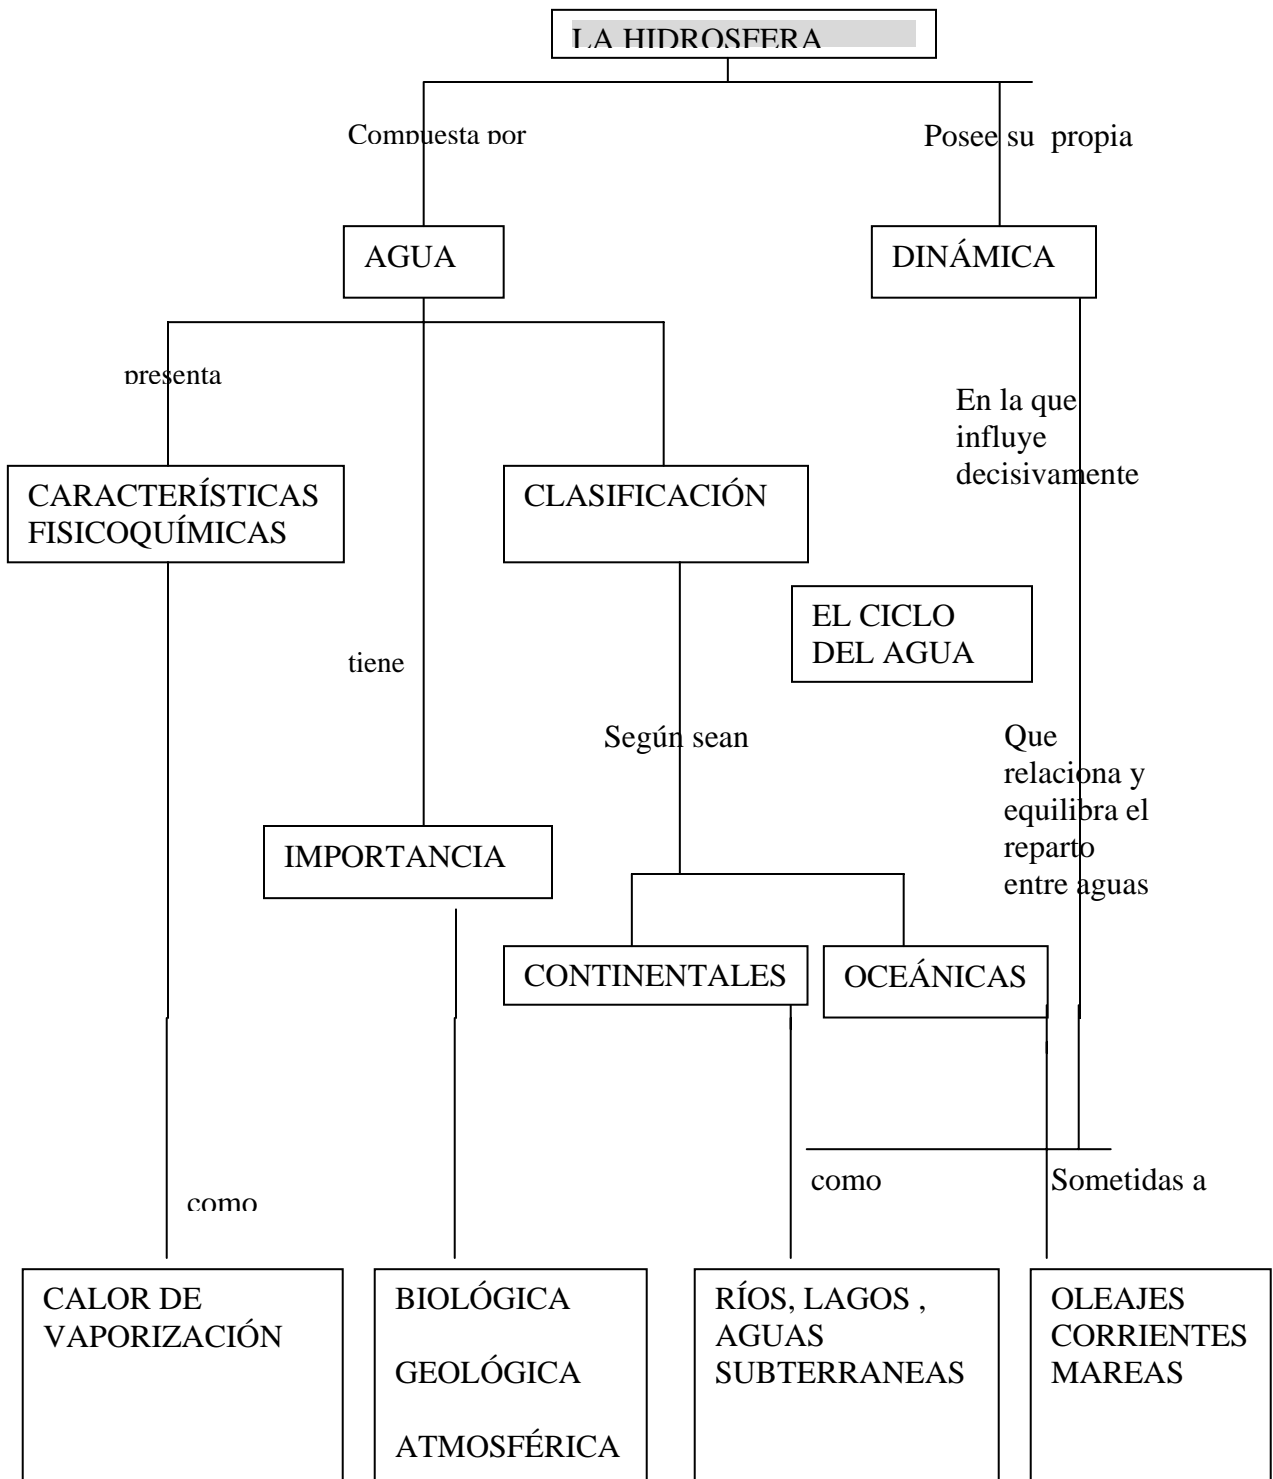 LA HIDROSFERA
Compuesta por
Posee su propia
AGUA
DINÁMICA
presenta
En la que
influye
decisivamente
CARACTERÍSTICAS
FISICOQUÍMICAS
CLASIFICACIÓN
EL CICLO
DEL AGUA
tiene
Según sean
Que
relaciona y
equilibra el
reparto
entre aguas
IMPORTANCIA
CONTINENTALES
OCEÁNICAS
como
como
Sometidas a
CALOR DE
VAPORIZACIÓN
BIOLÓGICA
GEOLÓGICA
ATMOSFÉRICA
RÍOS, LAGOS ,
AGUAS
SUBTERRANEAS
OLEAJES
CORRIENTES
MAREAS